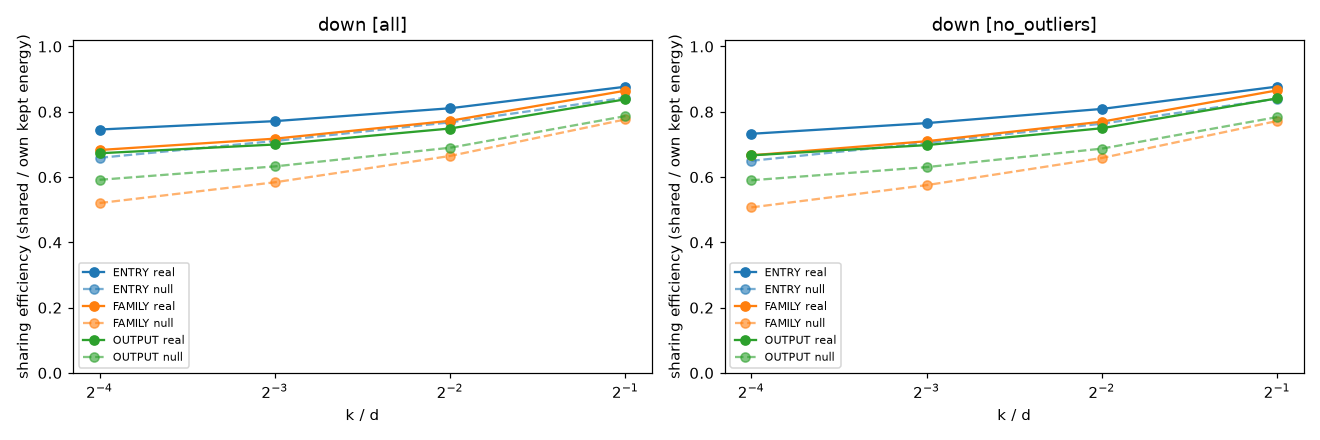 down [all]
sharing efficiency (shared / own kept energy)
1.0
0.8
0.6
0.4
0.2
0.0
ENTRY real
ENTRY null
FAMILY real
FAMILY null
OUTPUT real
OUTPUT null
2⁻⁴ 2⁻³ 2⁻² 2⁻¹
k / d
down [no_outliers]
sharing efficiency (shared / own kept energy)
1.0
0.8
0.6
0.4
0.2
0.0
ENTRY real
ENTRY null
FAMILY real
FAMILY null
OUTPUT real
OUTPUT null
2⁻⁴ 2⁻³ 2⁻² 2⁻¹
k / d